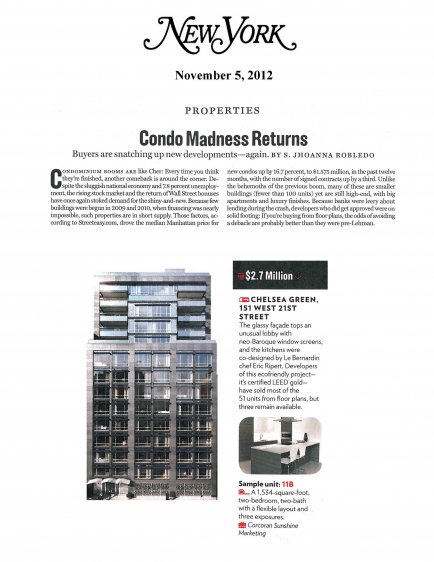 NEW YORK
November 5, 2012
PROPERTIES
Condo Madness Returns
Buyers are snatching up new developments—again. BY S. JHOANNA ROBLEDO
CONDOMINIUM BOOMS ARE like Cher: Every time you think
they're finished, another comeback is around the corner. De-
spite the sluggish national economy and 7.8 percent unemploy-
ment, the rising stock market and the return of Wall Street bonuses
have once again stoked demand for the shiny-and-new. Because few
buildings were begun in 2009 and 2010, when financing was nearly
impossible, such properties are in short supply. Those factors, ac-
cording to Streeteasy.com, drove the median Manhattan price for
new condos up by 16.7 percent, to $1.575 million, in the past twelve
months, with the number of signed contracts up by a third. Unlike
the behemoths of the previous boom, many of these are smaller
buildings (fewer than 100 units) yet are still high-end, with big
apartments and luxury finishes. Because banks were leery about
lending during the crash, developers who did get approved were on
solid footing; If you're buying from floor plans, the odds of avoiding
a debacle are probably better than they were pre-Lehman.
$2.7 Million
CHELSEA GREEN,
151 WEST 21ST
STREET
The glassy façade tops an
unusual lobby with
neo-Baroque window screens,
and the kitchens were
co-designed by Le Bernardin
chef Eric Ripert. Developers
of this ecofriendly project—
it's certified LEED gold—
have sold most of the
51 units from floor plans, but
three remain available.
Sample unit: 11B
A 1,534-square-foot,
two-bedroom, two-bath
with a flexible layout and
three exposures.
Corcoran Sunshine
Marketing